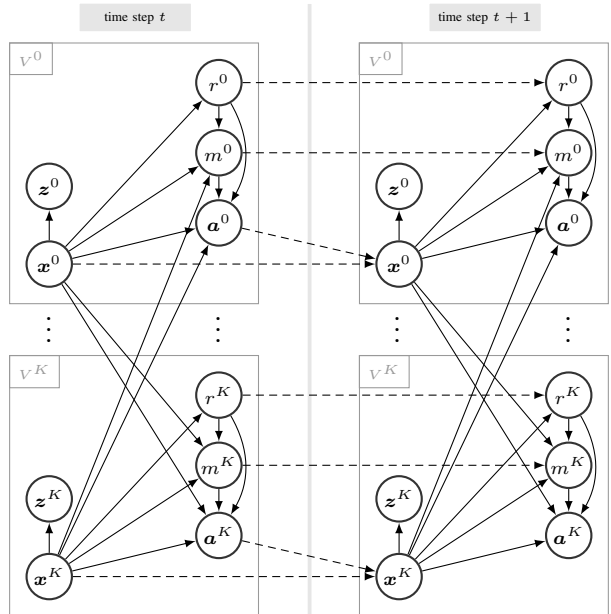 time step t
time step t + 1
V^0
V^0
r^0
r^0
m^0
m^0
z^0
z^0
a^0
a^0
x^0
x^0
V^K
V^K
r^K
r^K
m^K
m^K
z^K
z^K
a^K
a^K
x^K
x^K